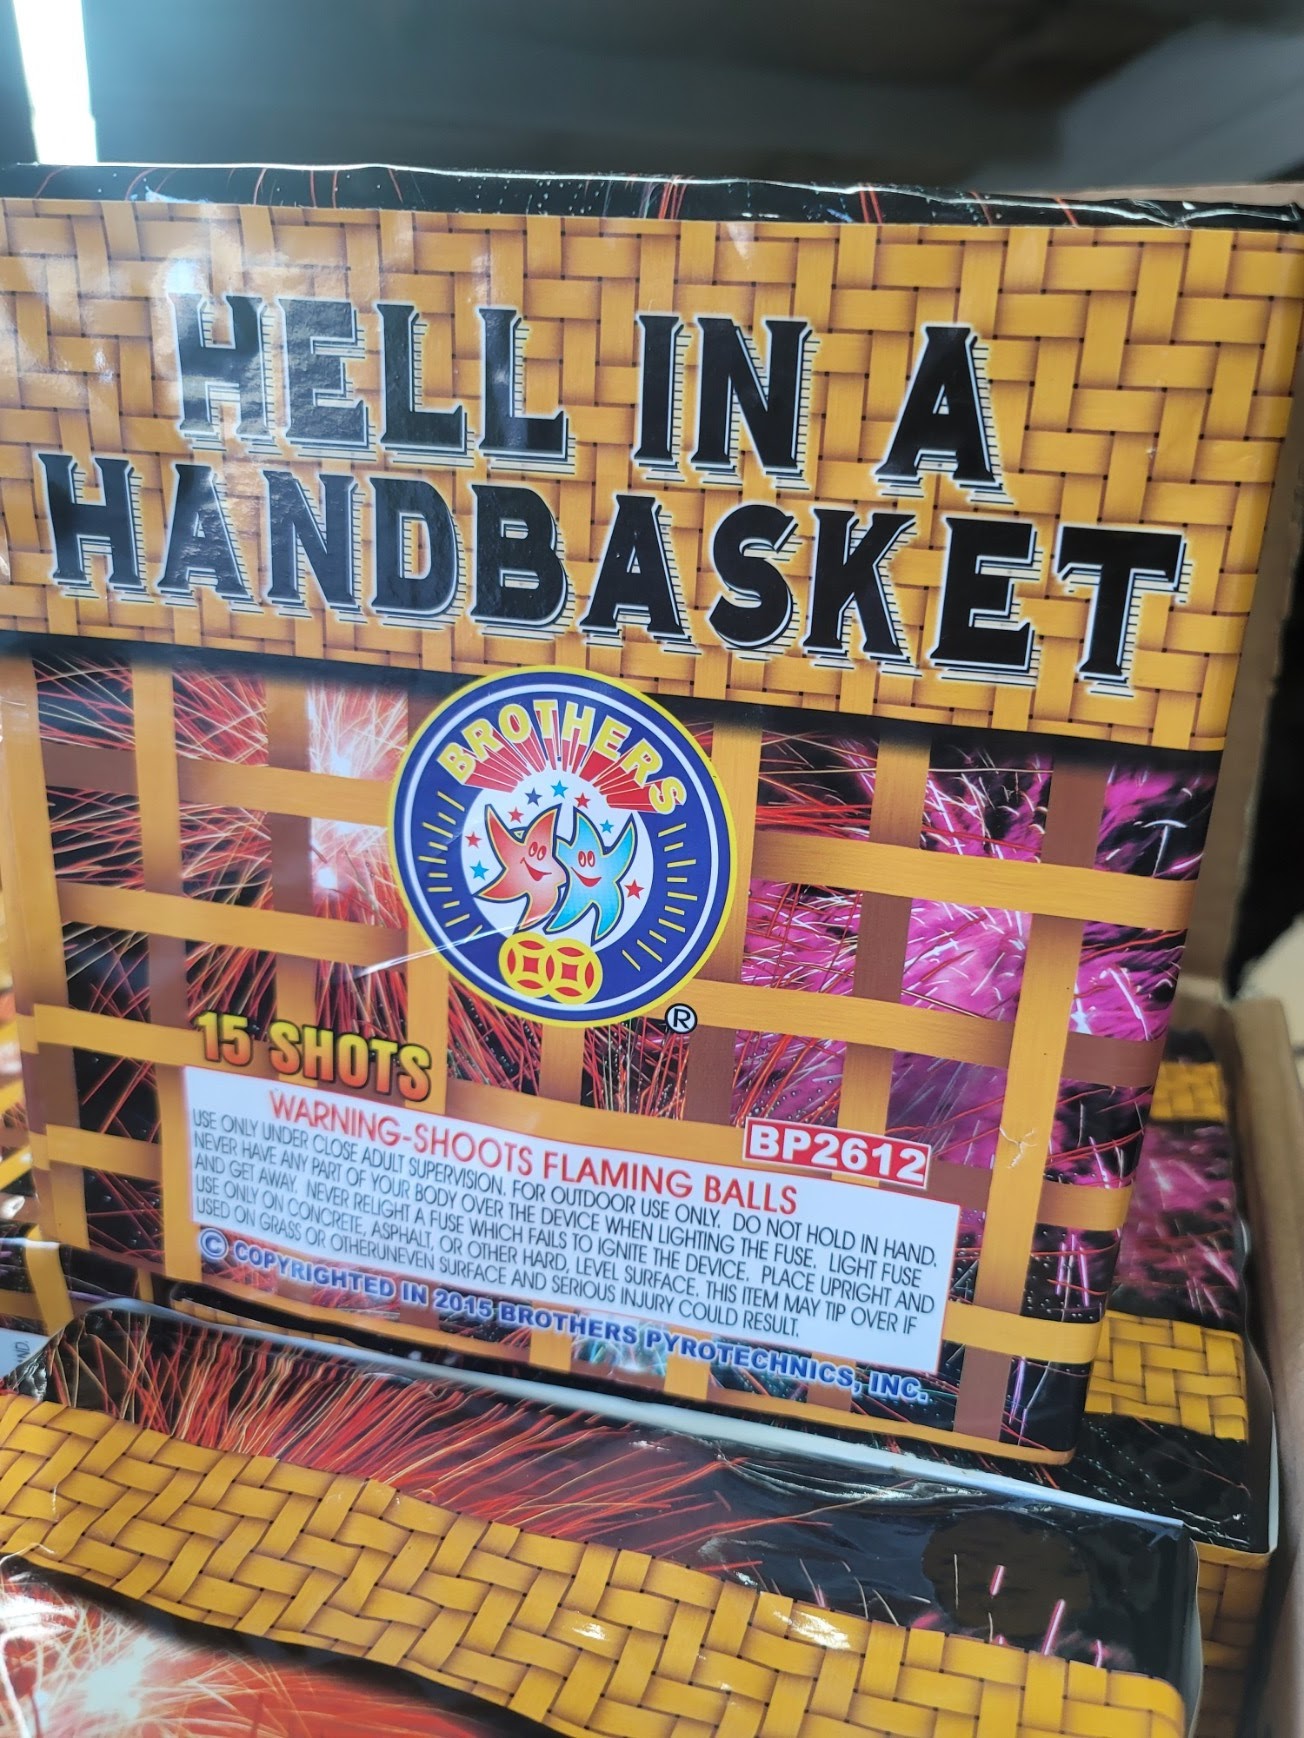 HELL IN A
HANDBASKET
BROTHERS
®
15 SHOTS
BP2612
WARNING-SHOOTS FLAMING BALLS
USE ONLY UNDER CLOSE ADULT SUPERVISION. FOR OUTDOOR USE ONLY. DO NOT HOLD IN HAND.
NEVER HAVE ANY PART OF YOUR BODY OVER THE DEVICE WHEN LIGHTING THE FUSE. LIGHT FUSE
AND GET AWAY. NEVER RELIGHT A FUSE WHICH FAILS TO IGNITE THE DEVICE. PLACE UPRIGHT AND
USE ONLY ON CONCRETE, ASPHALT, OR OTHER HARD, LEVEL SURFACE. THIS ITEM MAY TIP OVER IF
USED ON GRASS OR OTHERUNEVEN SURFACE AND SERIOUS INJURY COULD RESULT.
© COPYRIGHTED IN 2015 BROTHERS PYROTECHNICS, INC.